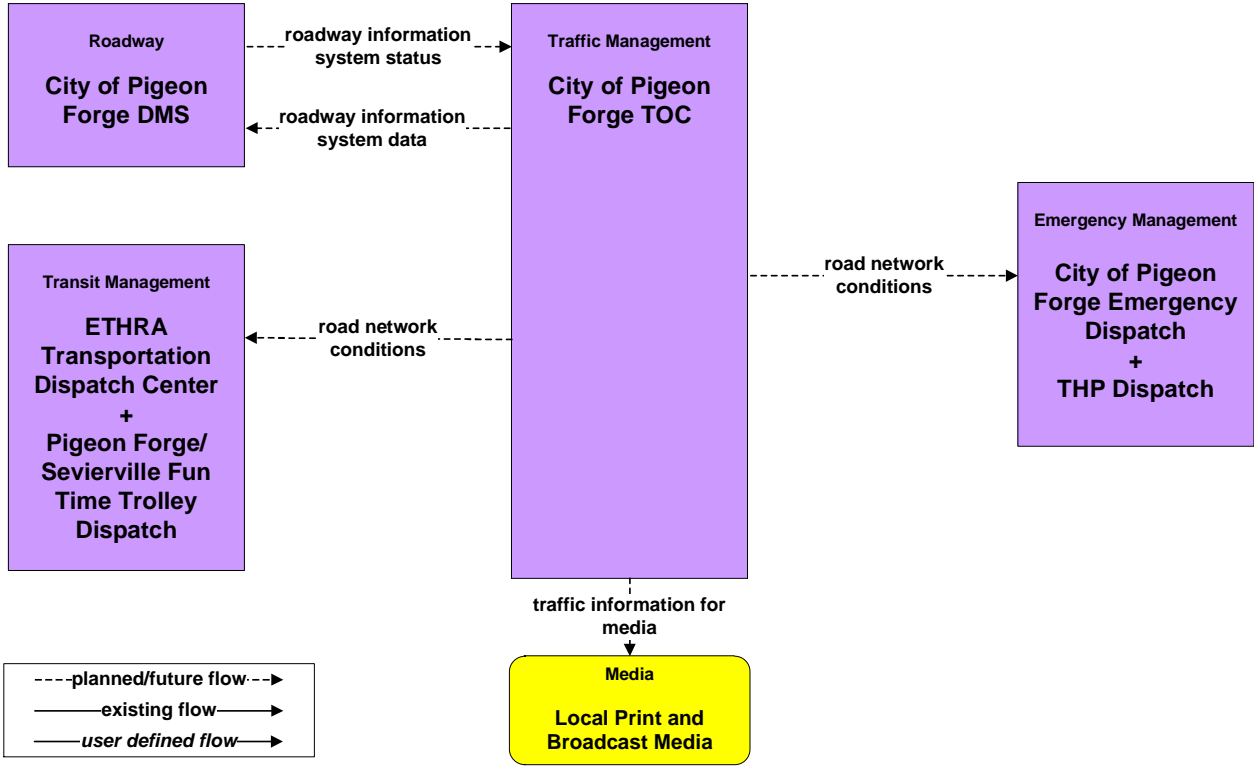 Roadway
City of Pigeon
Forge DMS
roadway information
system status
roadway information
system data
Traffic Management
City of Pigeon
Forge TOC
Emergency Management
City of Pigeon
Forge Emergency
Dispatch
+
THP Dispatch
road network
conditions
Transit Management
ETHRA
Transportation
Dispatch Center
+
Pigeon Forge/
Sevierville Fun
Time Trolley
Dispatch
road network
conditions
traffic information for
media
Media
Local Print and
Broadcast Media
planned/future flow
existing flow
user defined flow